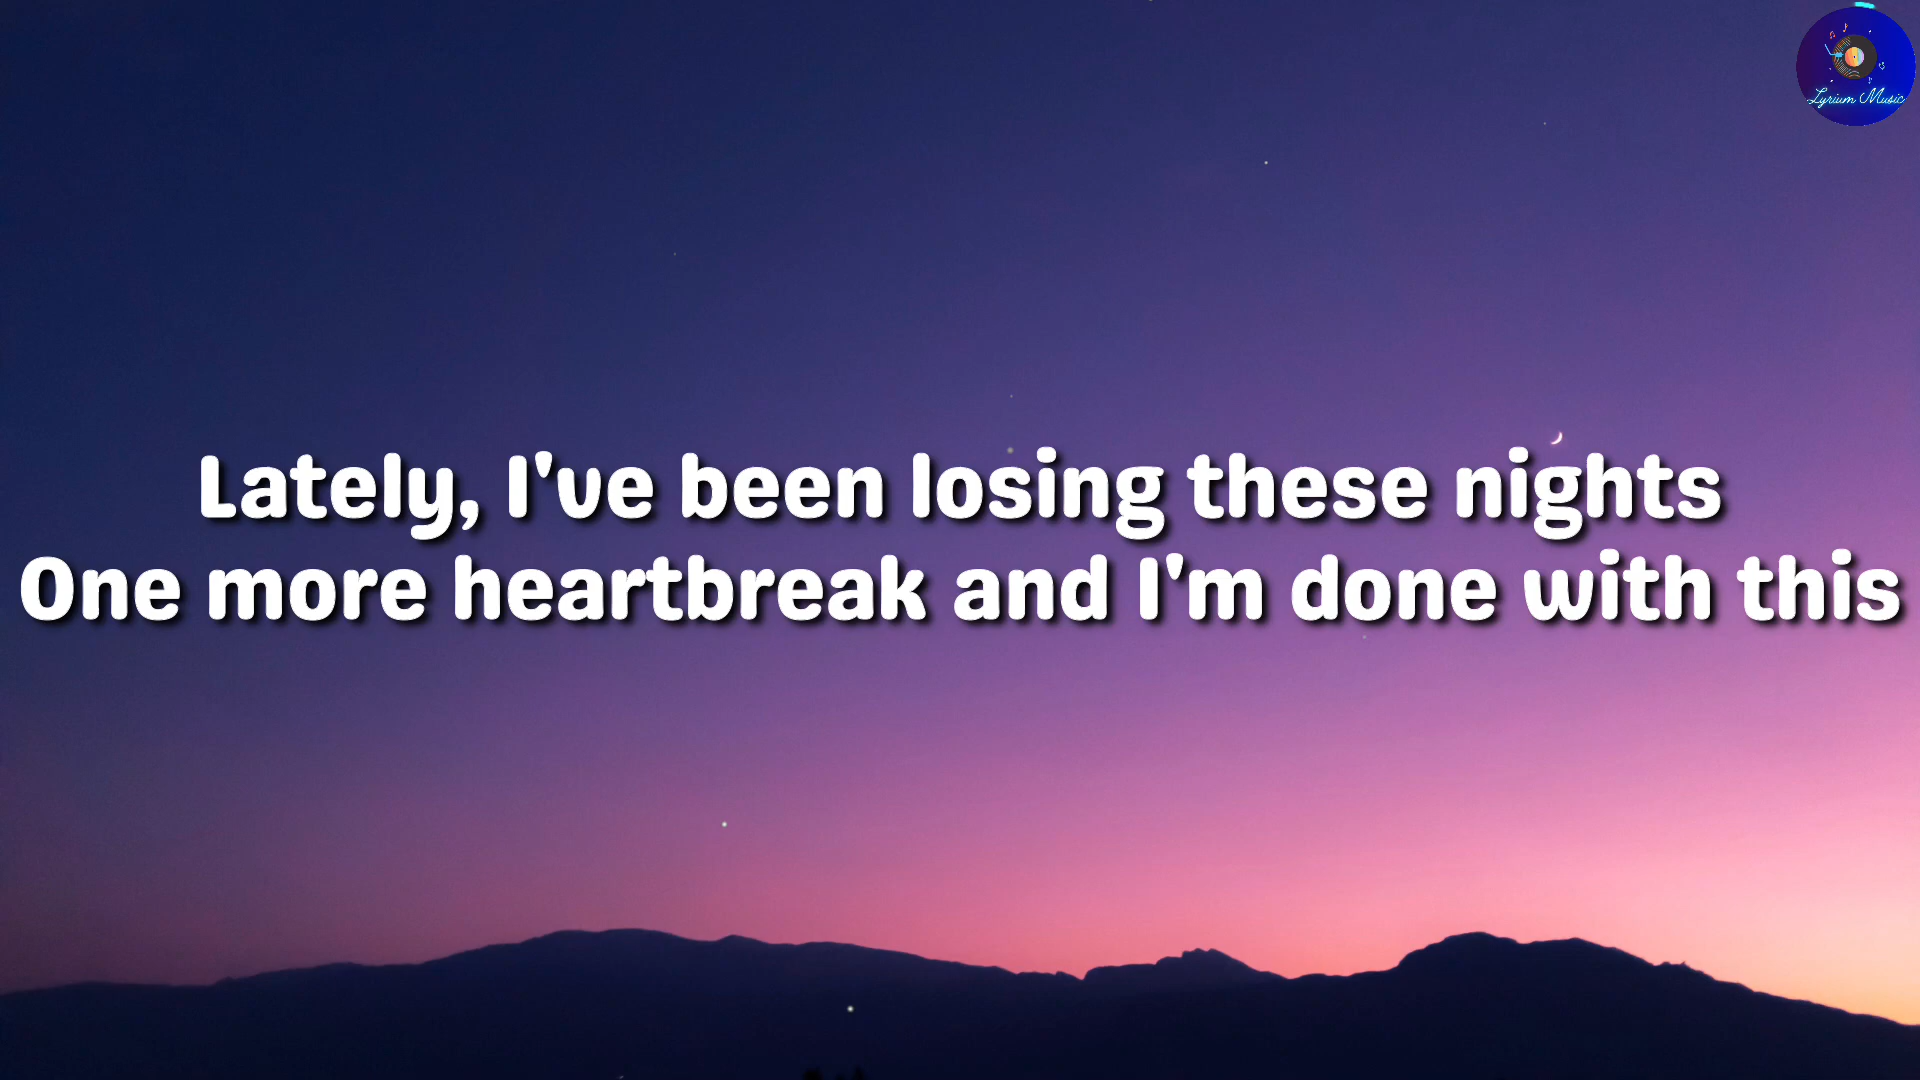 Lyrium Music
Lately, I've been losing these nights
One more heartbreak and I'm done with this